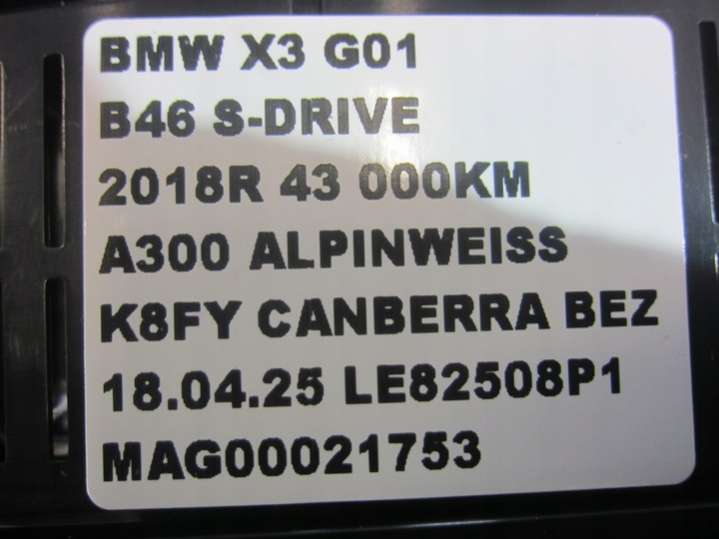 BMW X3 G01
B46 S-DRIVE
2018R 43 000KM
A300 ALPINWEISS
K8FY CANBERRA BEZ
18.04.25 LE82508P1
MAG00021753